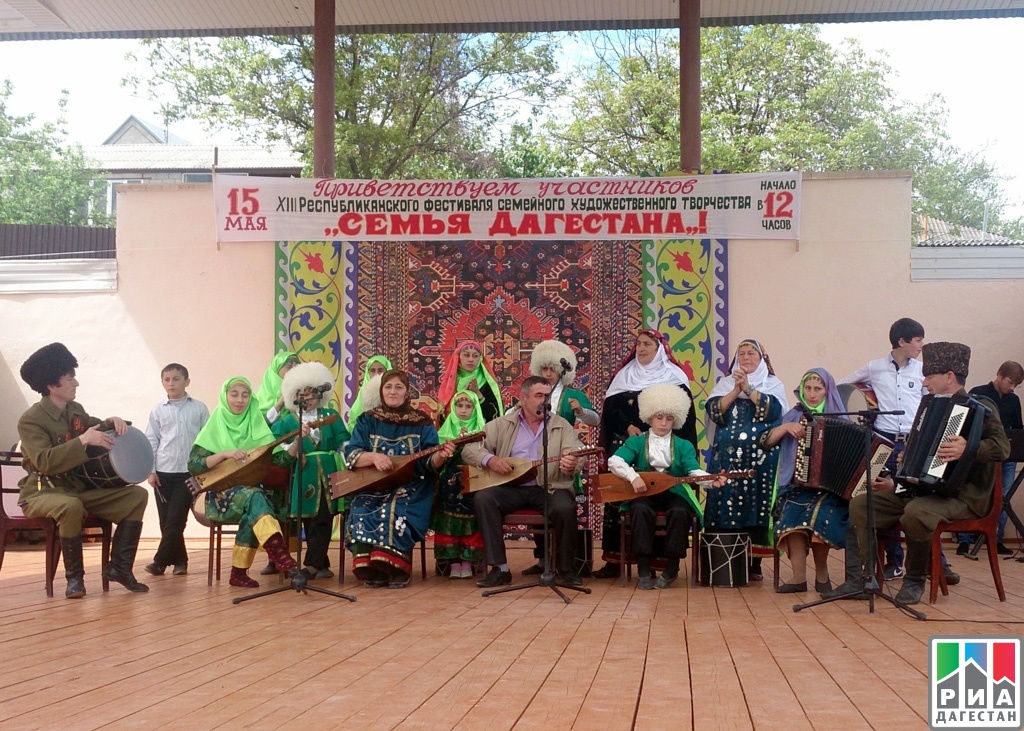 15
МАЯ
Приветствуем участников
XIII Республиканского фестиваля семейного художественного творчества
„Семья Дагестана„!
Начало
в 12
часов
РИА
ДАГЕСТАН